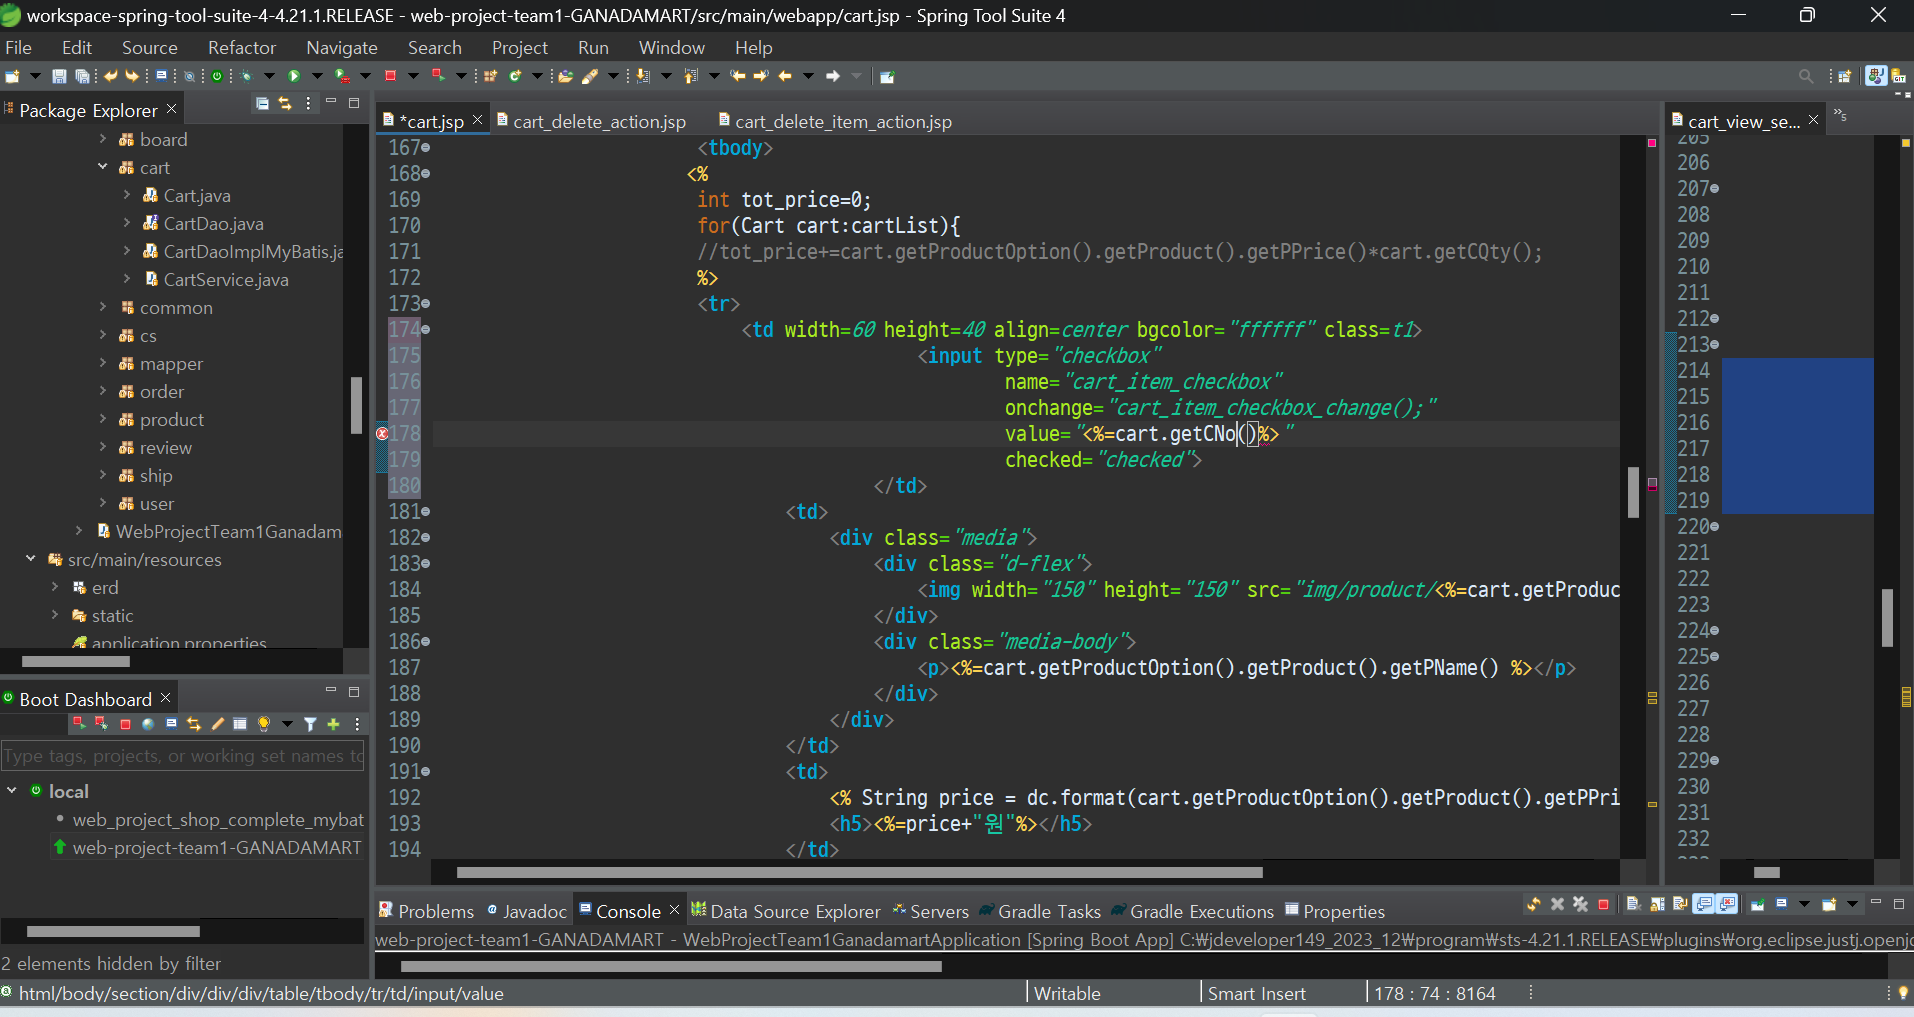 workspace-spring-tool-suite-4-4.21.1.RELEASE - web-project-team1-GANADAMART/src/main/webapp/cart.jsp - Spring Tool Suite 4
File Edit Source Refactor Navigate Search Project Run Window Help
Package Explorer
board
cart
Cart.java
CartDao.java
CartDaoImplMyBatis.ja
CartService.java
common
cs
mapper
order
product
review
ship
user
WebProjectTeam1Ganadam
src/main/resources
erd
static
application.properties
Boot Dashboard
Type tags, projects, or working set names to
local
web_project_shop_complete_mybat
web-project-team1-GANADAMART
2 elements hidden by filter
*cart.jsp cart_delete_action.jsp cart_delete_item_action.jsp
167 <tbody>
168 <%
169 int tot_price=0;
170 for(Cart cart:cartList){
171 //tot_price+=cart.getProductOption().getProduct().getPPrice()*cart.getCQty();
172 %>
173 <tr>
174 <td width=60 height=40 align=center bgcolor="ffffff" class=t1>
175 <input type="checkbox"
176 name="cart_item_checkbox"
177 onchange="cart_item_checkbox_change();"
178 value="<%=cart.getCNo()%> "
179 checked="checked">
180 </td>
181 <td>
182 <div class="media">
183 <div class="d-flex">
184 <img width="150" height="150" src="img/product/<%=cart.getProduc
185 </div>
186 <div class="media-body">
187 <p><%=cart.getProductOption().getProduct().getPName() %></p>
188 </div>
189 </div>
190 </td>
191 <td>
192 <% String price = dc.format(cart.getProductOption().getProduct().getPPri
193 <h5><%=price+"원"%></h5>
194 </td>
cart_view_se... »5
205
206
207
208
209
210
211
212
213
214
215
216
217
218
219
220
221
222
223
224
225
226
227
228
229
230
231
232
Problems Javadoc Console Data Source Explorer Servers Gradle Tasks Gradle Executions Properties
web-project-team1-GANADAMART - WebProjectTeam1GanadamartApplication [Spring Boot App] C:₩jdeveloper149_2023_12₩program₩sts-4.21.1.RELEASE₩plugins₩org.eclipse.justj.openjd
html/body/section/div/div/div/table/tbody/tr/td/input/value Writable Smart Insert 178 : 74 : 8164